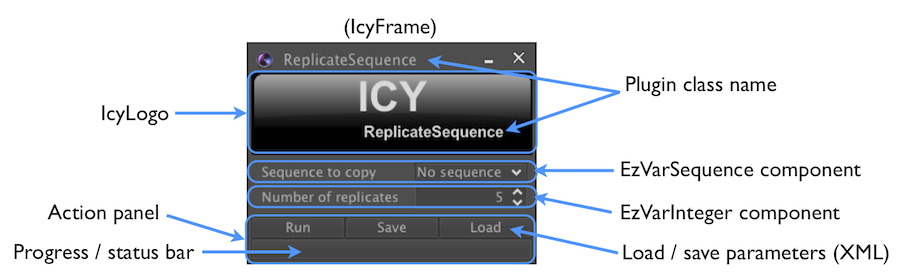 (IcyFrame)
ReplicateSequence
Plugin class name
ICY
IcyLogo
ReplicateSequence
Sequence to copy No sequence
EzVarSequence component
Number of replicates 5
EzVarInteger component
Action panel
Run Save Load
Progress / status bar
Load / save parameters (XML)